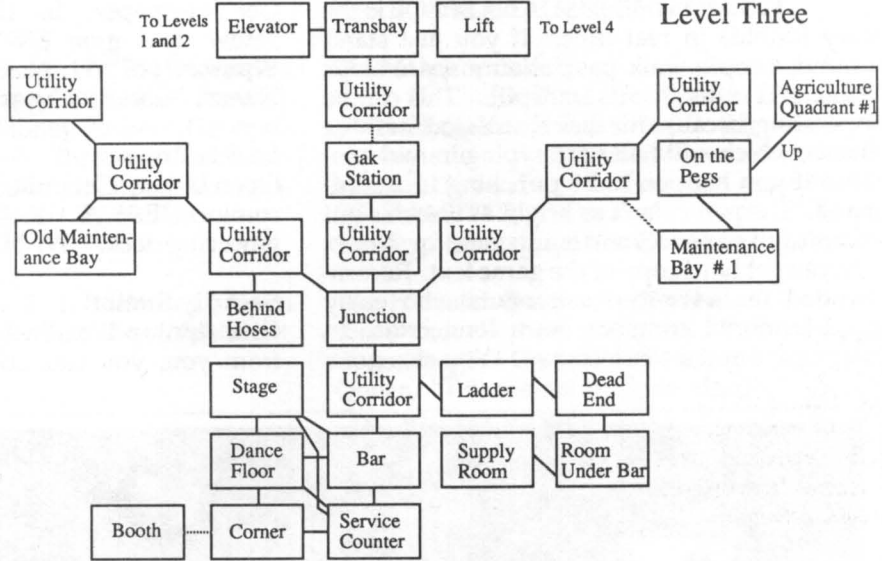 Level Three
To Levels
1 and 2
Elevator
Tranbay
Lift
To Level 4
Utility
Corridor
Utility
Corridor
Utility
Corridor
Agriculture
Quadrant #1
Utility
Corridor
Gak
Station
Utility
Corridor
On the
Pegs
Up
Old Mainten-
ance Bay
Utility
Corridor
Utility
Corridor
Utility
Corridor
Maintenance
Bay # 1
Behind
Hoses
Junction
Stage
Utility
Corridor
Ladder
Dead
End
Dance
Floor
Bar
Supply
Room
Room
Under Bar
Booth
Corner
Service
Counter